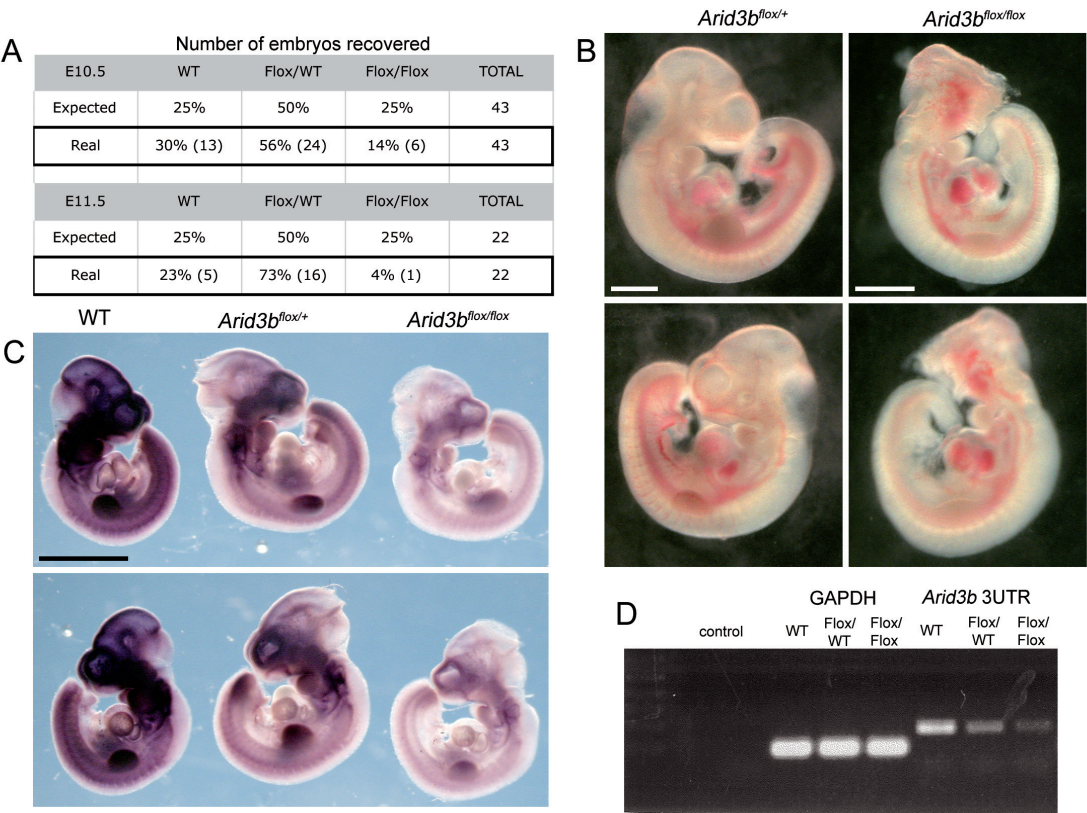 A
Number of embryos recovered
E10.5 WT Flox/WT Flox/Flox TOTAL
Expected 25% 50% 25% 43
Real 30% (13) 56% (24) 14% (6) 43
E11.5 WT Flox/WT Flox/Flox TOTAL
Expected 25% 50% 25% 22
Real 23% (5) 73% (16) 4% (1) 22
B
Arid3bflox/+ Arid3bflox/flox
C
WT Arid3bflox/+ Arid3bflox/flox
D
GAPDH Arid3b 3UTR
control WT Flox/WT Flox/Flox WT Flox/WT Flox/Flox